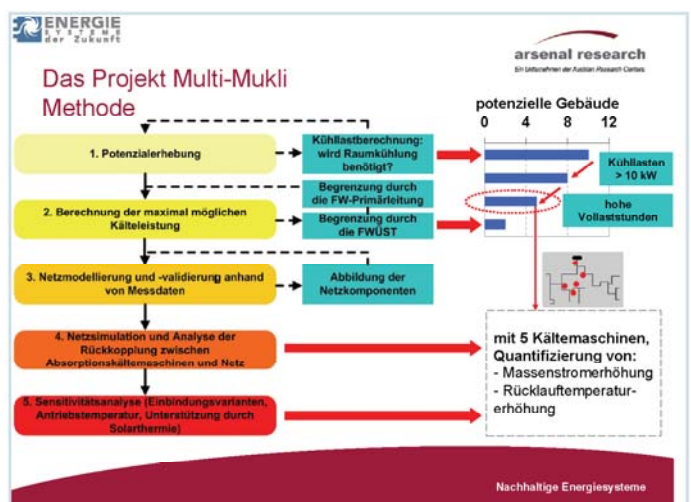 ENERGIE
SYSTEME
der Zukunft
arsenal research
Ein Unternehmen der Austrian Research Centers
Das Projekt Multi-Mukli
Methode
potenzielle Gebäude
0 4 8 12
1. Potenzialerhebung
Kühllastberechnung:
wird Raumkühlung
benötigt?
Kühllasten
> 10 kW
Begrenzung durch
die FW-Primärleitung
2. Berechnung der maximal möglichen
Kälteleistung
Begrenzung durch
die FWÜST
hohe
Vollaststunden
3. Netzmodellierung und -validierung anhand
von Messdaten
Abbildung der
Netzkomponenten
4. Netzsimulation und Analyse der
Rückkopplung zwischen
Absorptionskältemaschinen und Netz
mit 5 Kältemaschinen,
Quantifizierung von:
- Massenstromerhöhung
- Rücklauftemperatur-
erhöhung
5. Sensitivitätsanalyse (Einbindungsvarianten,
Antriebstemperatur, Unterstützung durch
Solarthermie)
Nachhaltige Energiesysteme